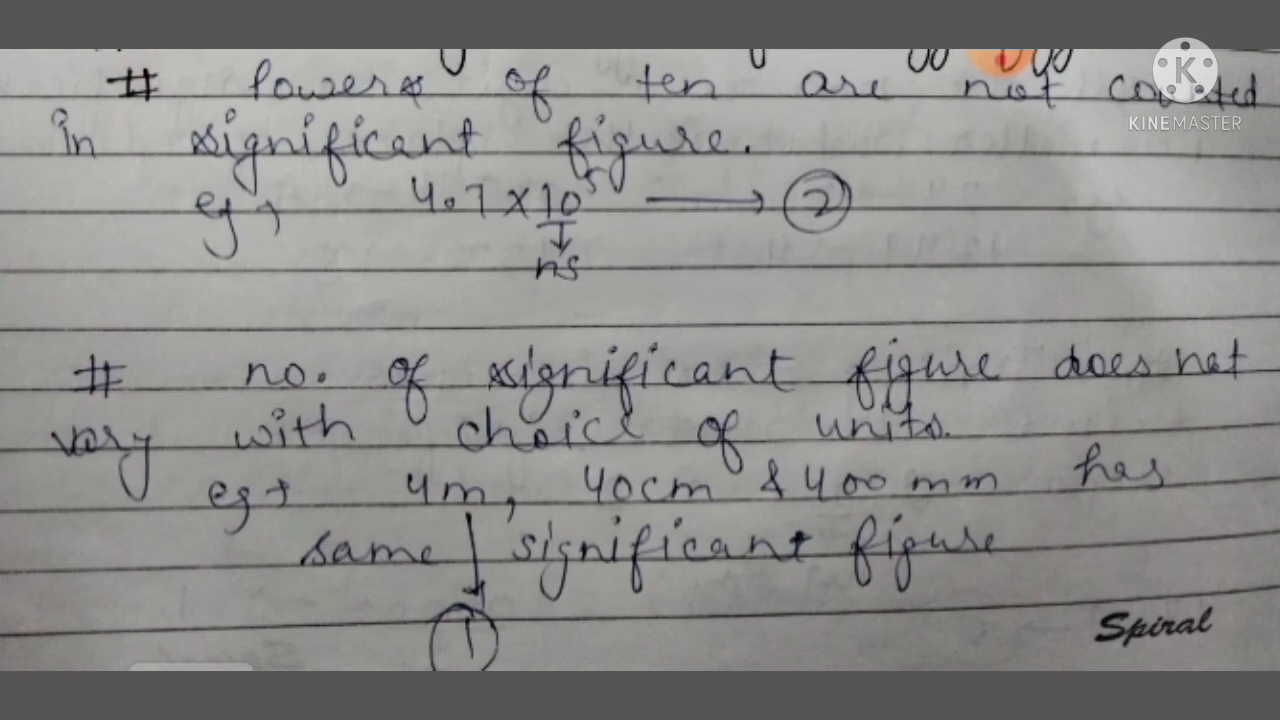 # Powers of ten are not counted
KINEMASTER
in significant figure.
eg → 4.7 × 10⁵ → ②
↓
ns
# no. of significant figure does not
vary with choice of units.
eg → 4m, 40cm & 400mm has
same significant figure
↓
①
Spiral